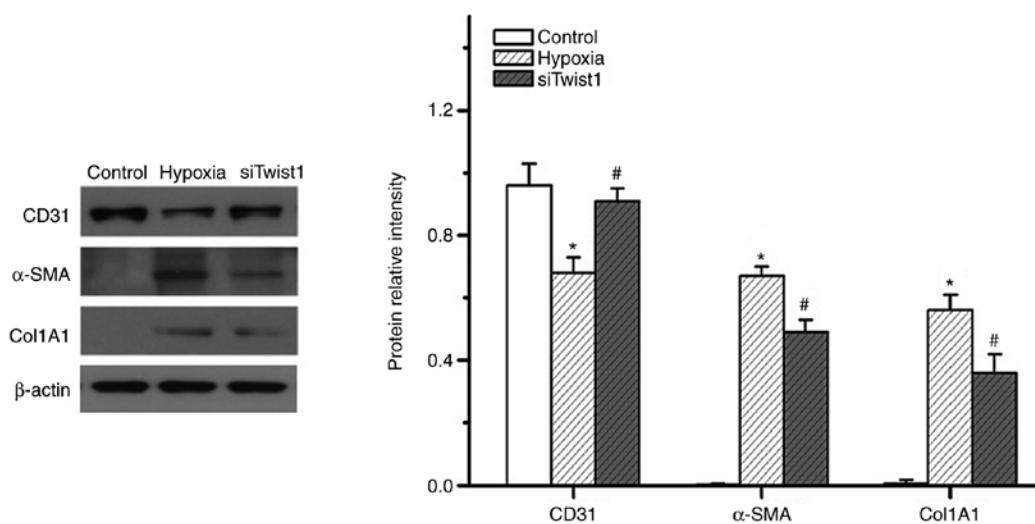 Control Hypoxia siTwist1
CD31
α-SMA
Col1A1
β-actin
Control
Hypoxia
siTwist1
Protein relative intensity
1.2
0.8
0.4
0.0
#
*
*
#
*
#
CD31 α-SMA Col1A1